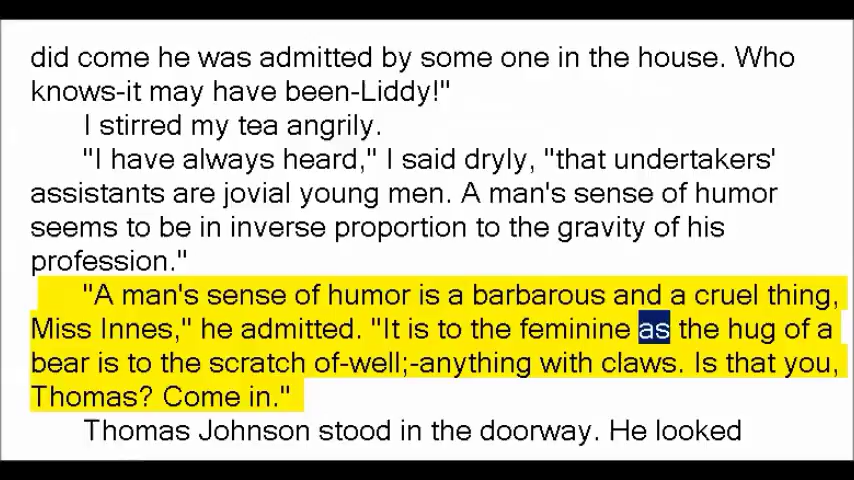 did come he was admitted by some one in the house. Who
knows-it may have been-Liddy!"
I stirred my tea angrily.
"I have always heard," I said dryly, "that undertakers'
assistants are jovial young men. A man's sense of humor
seems to be in inverse proportion to the gravity of his
profession."
"A man's sense of humor is a barbarous and a cruel thing,
Miss Innes," he admitted. "It is to the feminine as the hug of a
bear is to the scratch of-well;-anything with claws. Is that you,
Thomas? Come in."
Thomas Johnson stood in the doorway. He looked